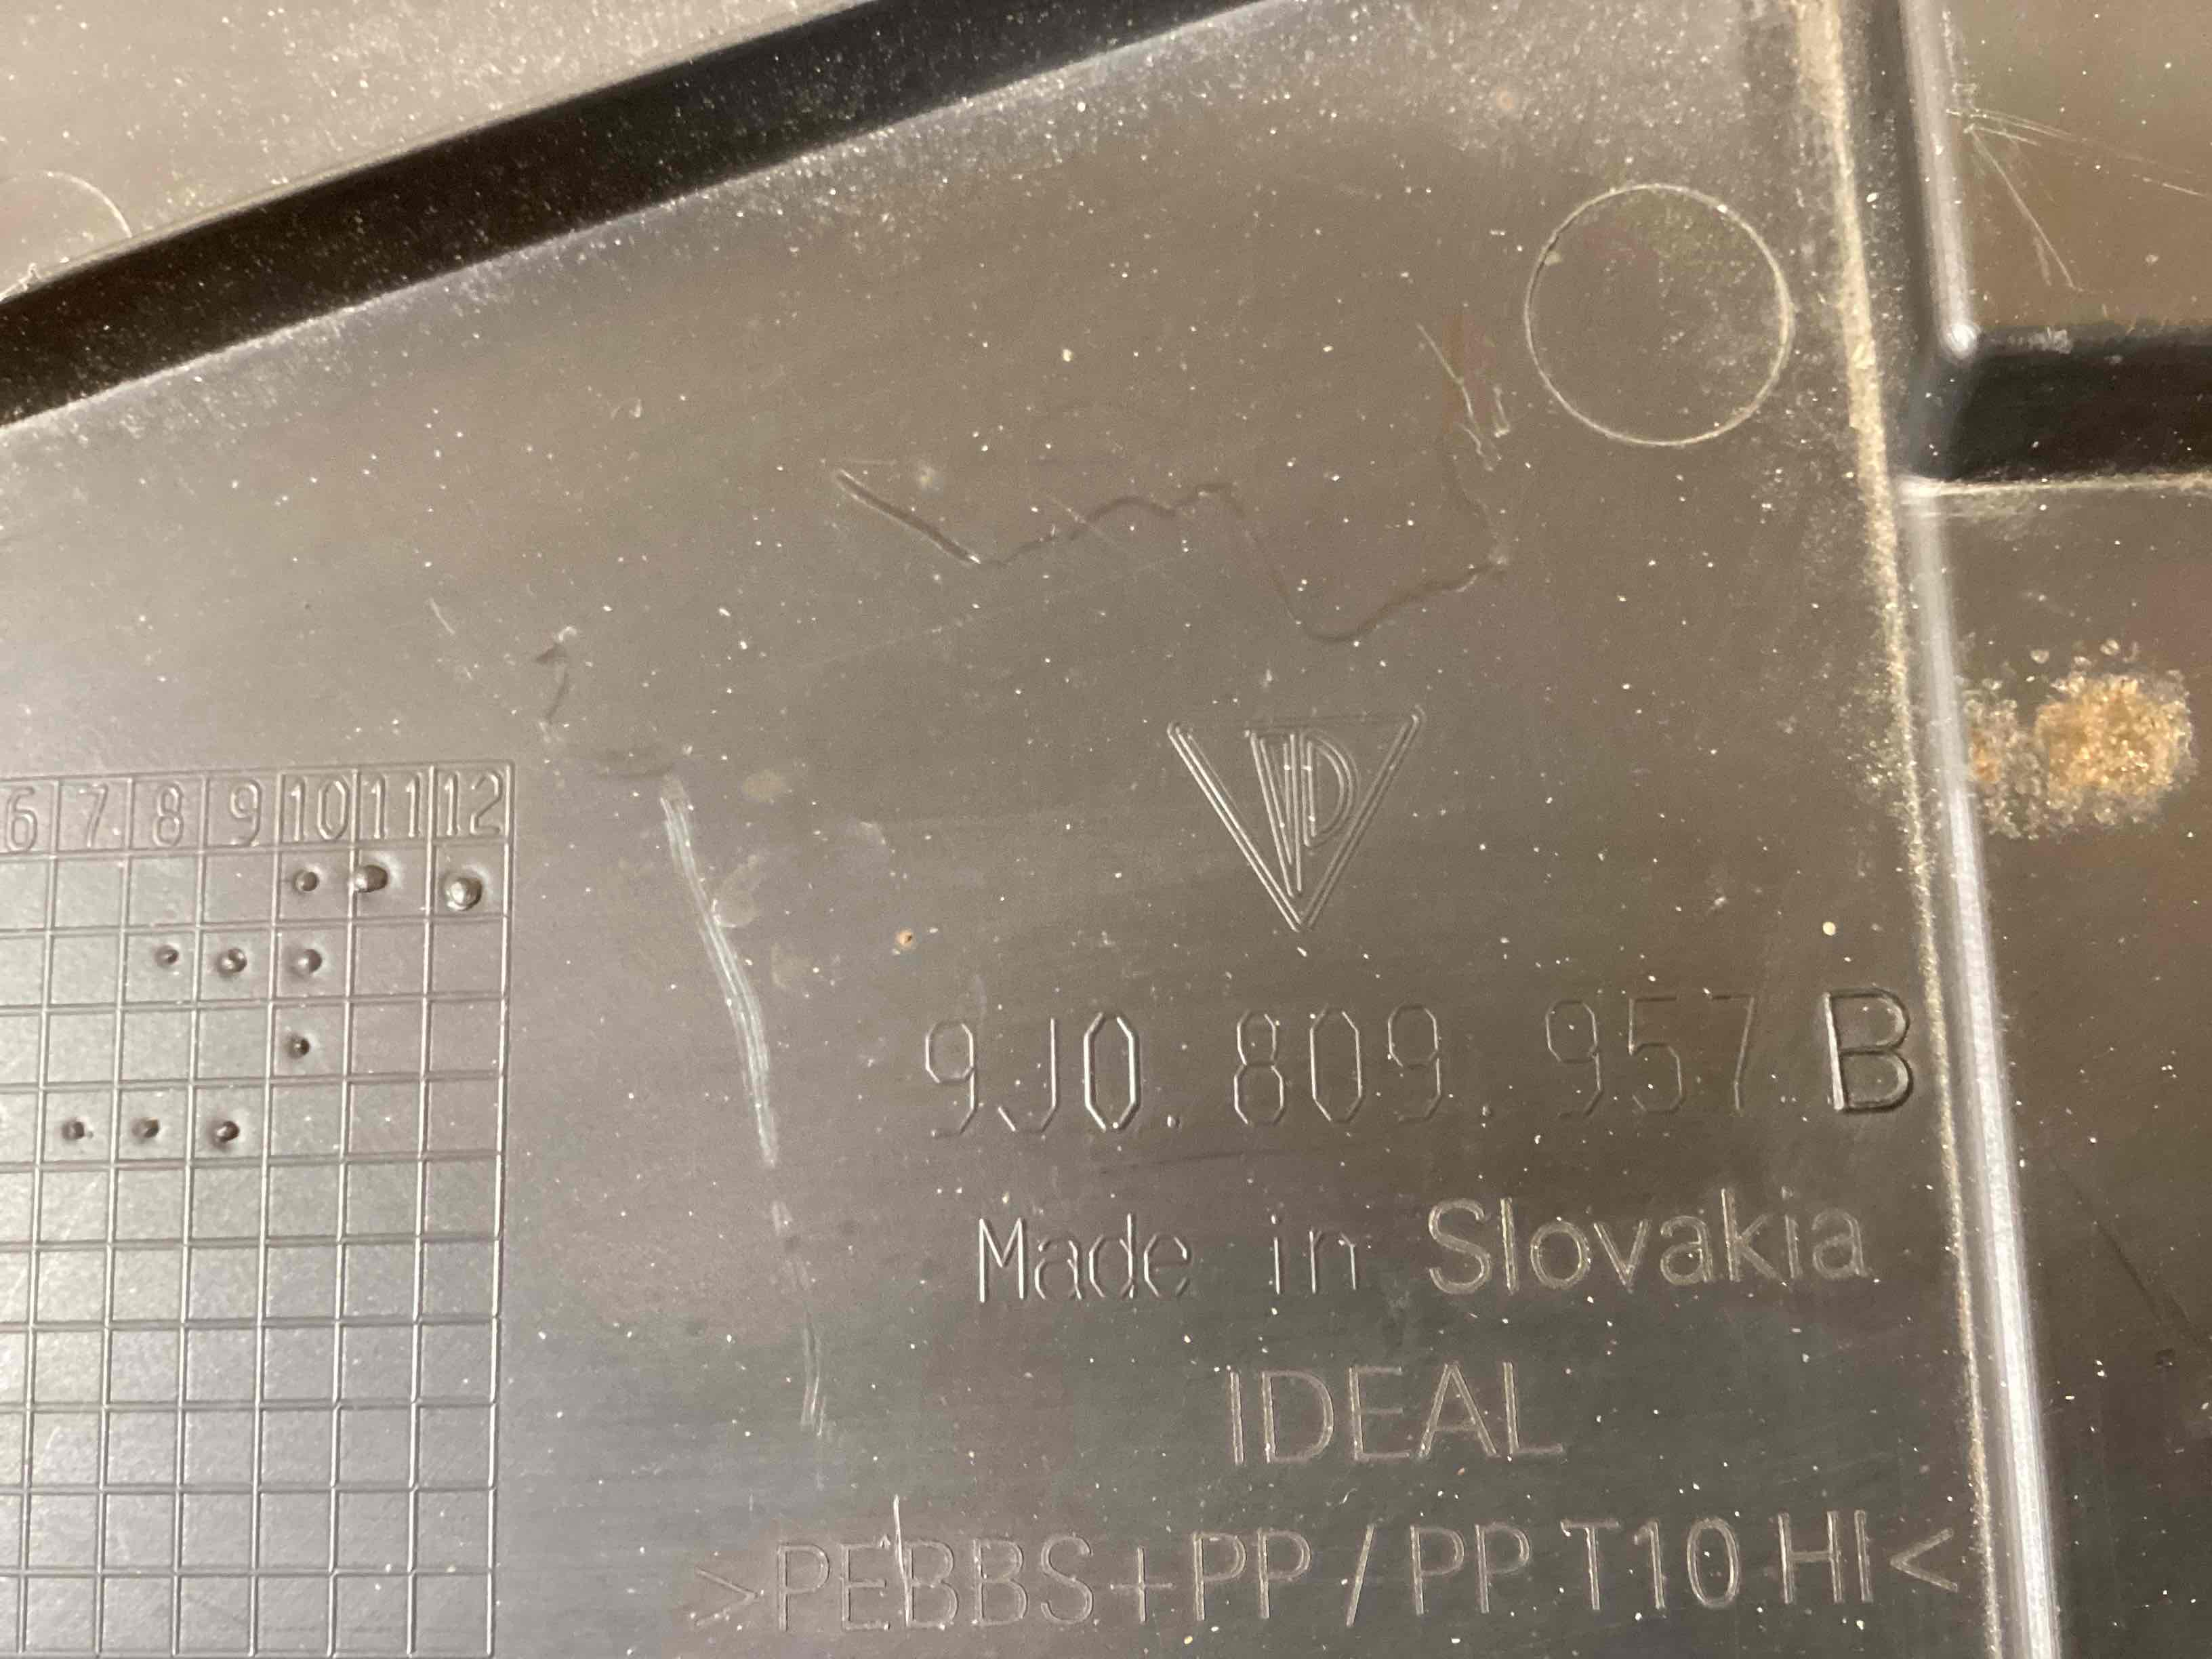 6 7 8 9 10 11 12
9J0. 809. 957 B
Made in Slovakia
IDEAL
>PEBBS+PP/PP T10 HI<